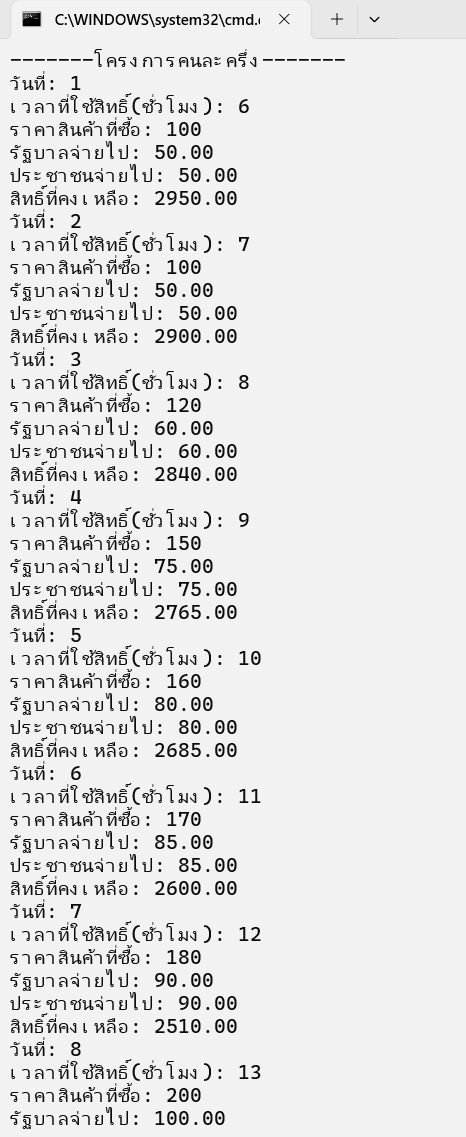 C:\WINDOWS\system32\cmd.e
-------โครงการคนละครึ่ง-------
วันที่: 1
เวลาที่ใช้สิทธิ์(ชั่วโมง): 6
ราคาสินค้าที่ซื้อ: 100
รัฐบาลจ่ายไป: 50.00
ประชาชนจ่ายไป: 50.00
สิทธิ์ที่คงเหลือ: 2950.00
วันที่: 2
เวลาที่ใช้สิทธิ์(ชั่วโมง): 7
ราคาสินค้าที่ซื้อ: 100
รัฐบาลจ่ายไป: 50.00
ประชาชนจ่ายไป: 50.00
สิทธิ์ที่คงเหลือ: 2900.00
วันที่: 3
เวลาที่ใช้สิทธิ์(ชั่วโมง): 8
ราคาสินค้าที่ซื้อ: 120
รัฐบาลจ่ายไป: 60.00
ประชาชนจ่ายไป: 60.00
สิทธิ์ที่คงเหลือ: 2840.00
วันที่: 4
เวลาที่ใช้สิทธิ์(ชั่วโมง): 9
ราคาสินค้าที่ซื้อ: 150
รัฐบาลจ่ายไป: 75.00
ประชาชนจ่ายไป: 75.00
สิทธิ์ที่คงเหลือ: 2765.00
วันที่: 5
เวลาที่ใช้สิทธิ์(ชั่วโมง): 10
ราคาสินค้าที่ซื้อ: 160
รัฐบาลจ่ายไป: 80.00
ประชาชนจ่ายไป: 80.00
สิทธิ์ที่คงเหลือ: 2685.00
วันที่: 6
เวลาที่ใช้สิทธิ์(ชั่วโมง): 11
ราคาสินค้าที่ซื้อ: 170
รัฐบาลจ่ายไป: 85.00
ประชาชนจ่ายไป: 85.00
สิทธิ์ที่คงเหลือ: 2600.00
วันที่: 7
เวลาที่ใช้สิทธิ์(ชั่วโมง): 12
ราคาสินค้าที่ซื้อ: 180
รัฐบาลจ่ายไป: 90.00
ประชาชนจ่ายไป: 90.00
สิทธิ์ที่คงเหลือ: 2510.00
วันที่: 8
เวลาที่ใช้สิทธิ์(ชั่วโมง): 13
ราคาสินค้าที่ซื้อ: 200
รัฐบาลจ่ายไป: 100.00